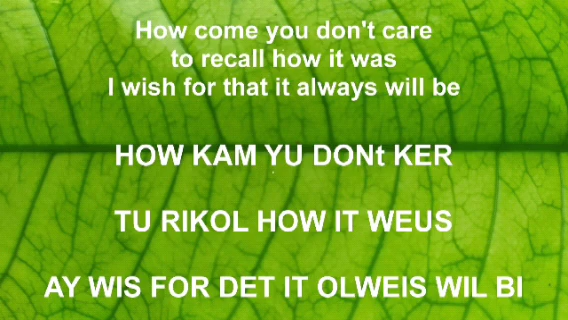 How come you don't care
to recall how it was
I wish for that it always will be
HOW KAM YU DONt KER
TU RIKOL HOW IT WEUS
AY WIS FOR DET IT OLWEIS WIL BI